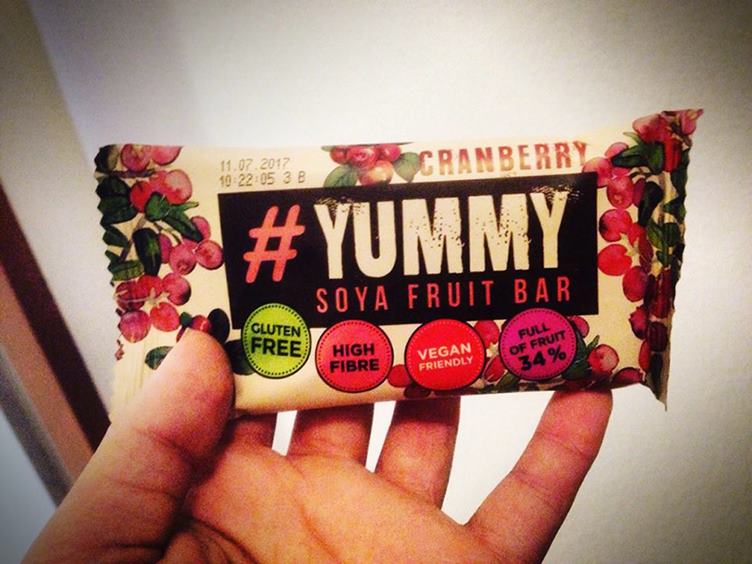 11.07.2017
10:22:05 3 B
CRANBERRY
# YUMMY
SOYA FRUIT BAR
GLUTEN
FREE
HIGH
FIBRE
VEGAN
FRIENDLY
FULL
OF FRUIT
34%